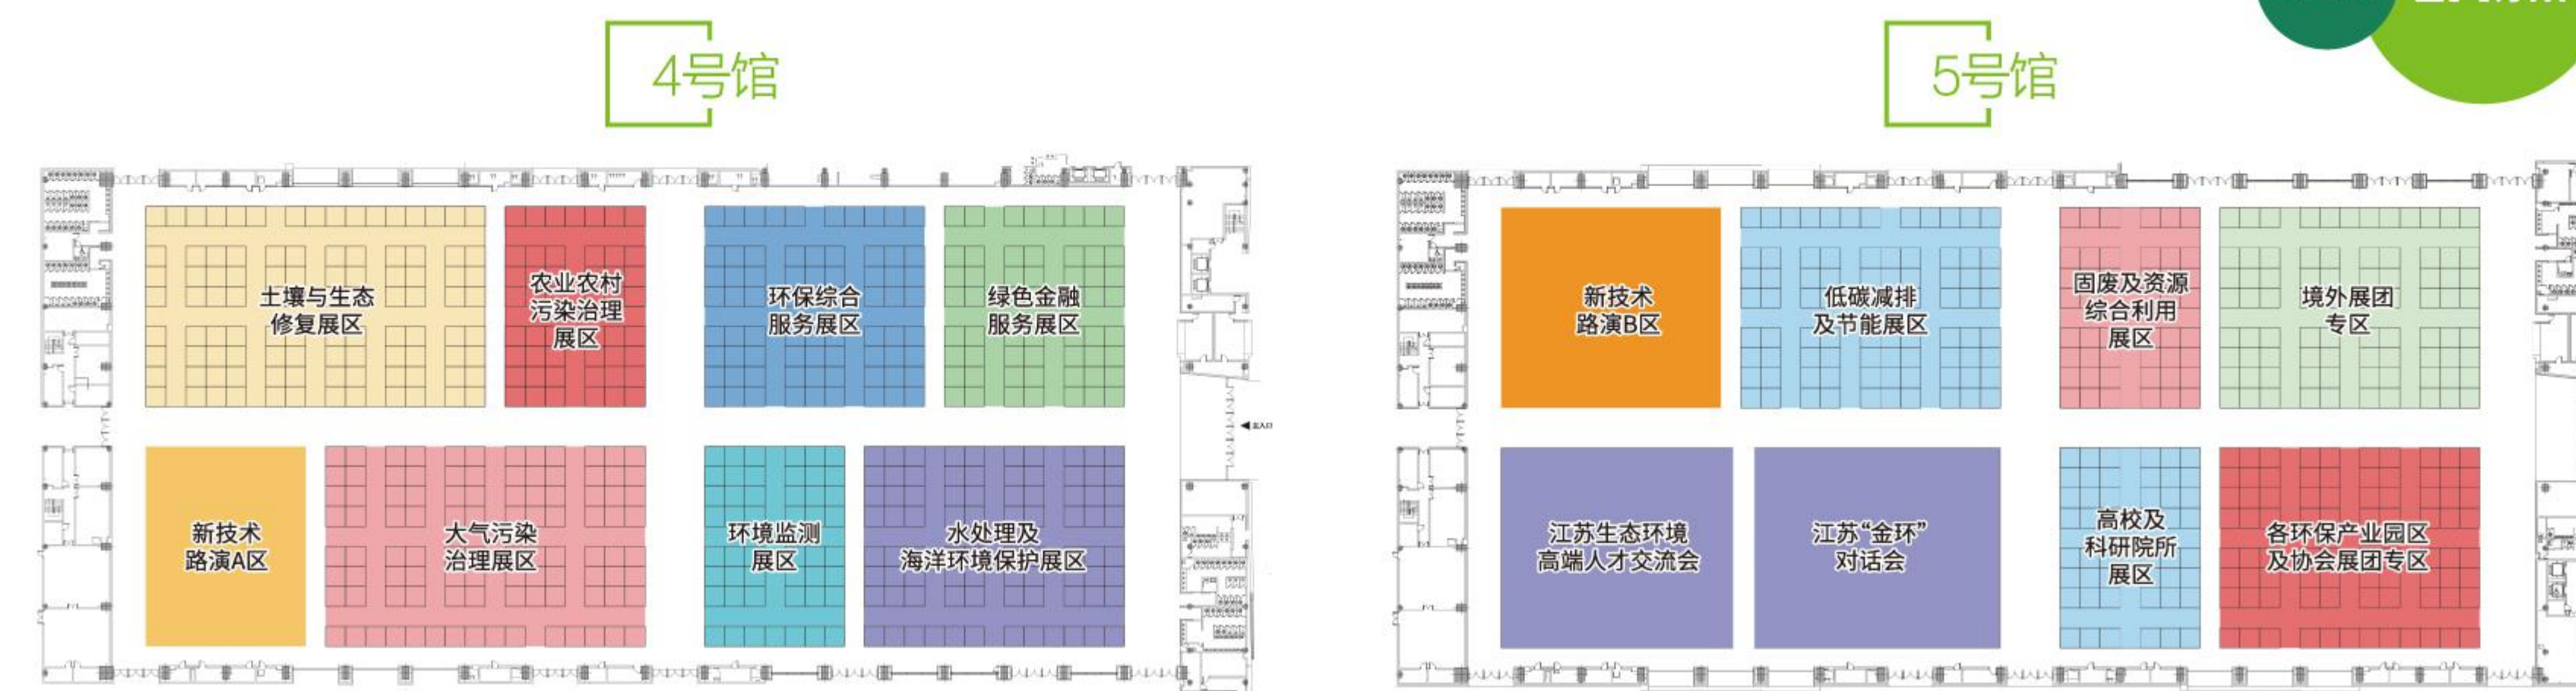 4号馆
5号馆
土壤与生态
修复展区
农业农村
污染治理
展区
环保综合
服务展区
绿色金融
服务展区
新技术
路演A区
大气污染
治理展区
环境监测
展区
水处理及
海洋环境保护展区
新技术
路演B区
低碳减排
及节能展区
固废及资源
综合利用
展区
境外展团
专区
江苏生态环境
高端人才交流会
江苏“金环”
对话会
高校及
科研院所
展区
各环保产业园区
及协会展团专区